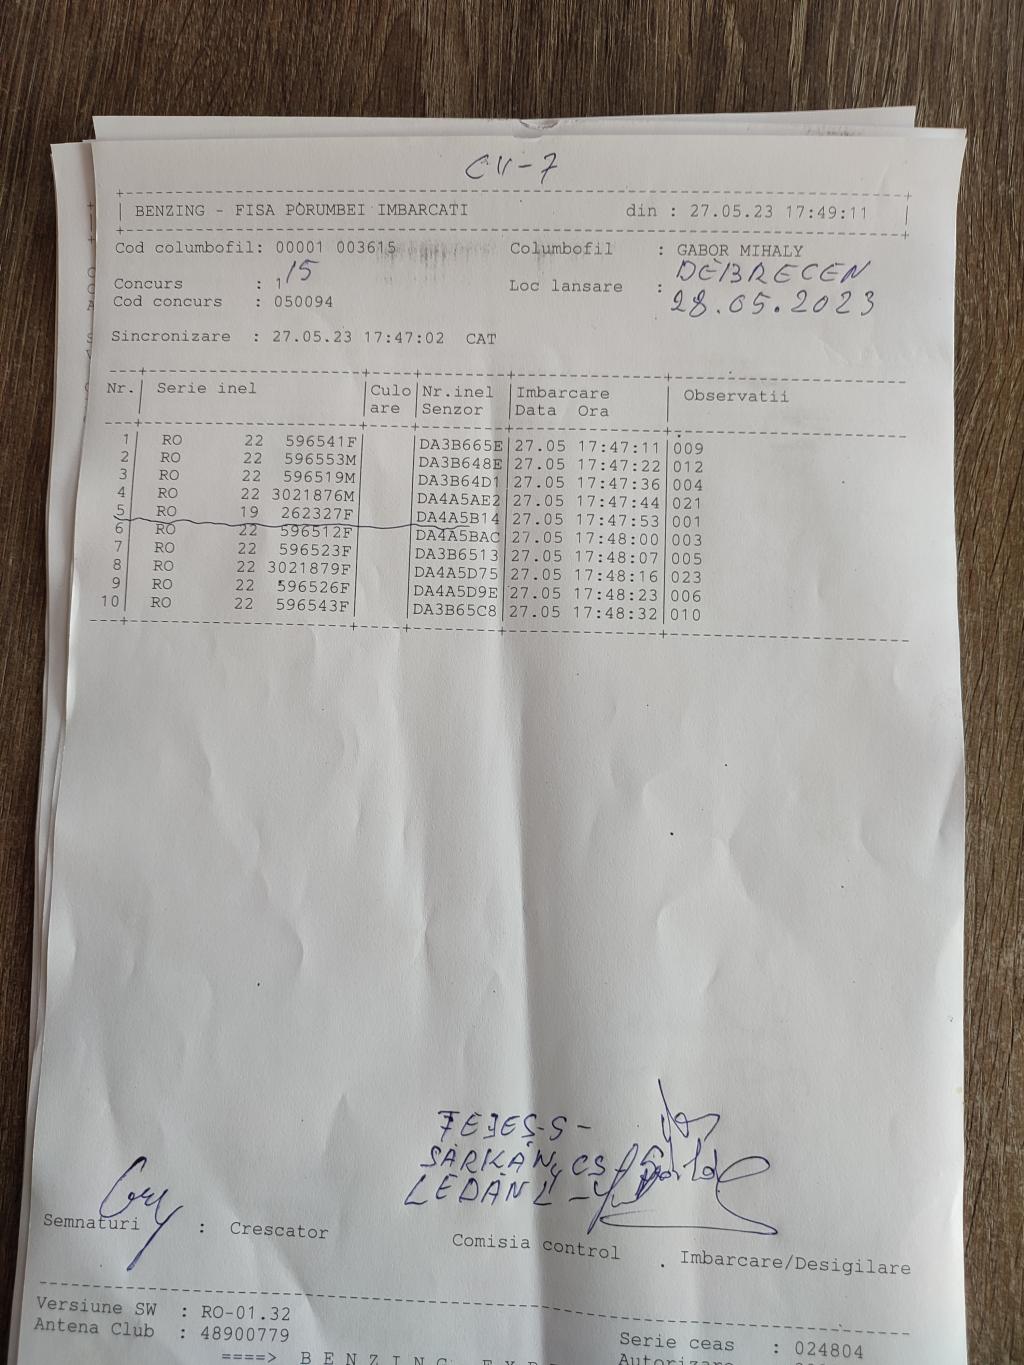 CU-7
BENZING - FISA PORUMBEI IMBARCATI din : 27.05.23 17:49:11
Cod columbofil: 00001 003615 Columbofil : GABOR MIHALY
Concurs : 1 15 Loc lansare : DEBRECEN
Cod concurs : 050094 28.05.2023
Sincronizare : 27.05.23 17:47:02 CAT
Nr. Serie inel Culo Nr.inel Imbarcare Observatii
are Senzor Data Ora
1 RO 22 596541F DA3B665E 27.05 17:47:11 009
2 RO 22 596553M DA3B648E 27.05 17:47:22 012
3 RO 22 596519M DA3B64D1 27.05 17:47:36 004
4 RO 22 3021876M DA4A5AE2 27.05 17:47:44 021
5 RO 19 262327F DA4A5B14 27.05 17:47:53 001
6 RO 22 596512F DA4A5BAC 27.05 17:48:00 003
7 RO 22 596523F DA3B6513 27.05 17:48:07 005
8 RO 22 3021879F DA4A5D75 27.05 17:48:16 023
9 RO 22 596526F DA4A5D9E 27.05 17:48:23 006
10 RO 22 596543F DA3B65C8 27.05 17:48:32 010
FEJES S-
SÁRKÁNY CS-
LEDÁN L-
Semnaturi : Crescator Comisia control . Imbarcare/Desigilare
Versiune SW : RO-01.32 Serie ceas : 024804
Antena Club : 48900779 Autorizare
====> B E N Z I N G